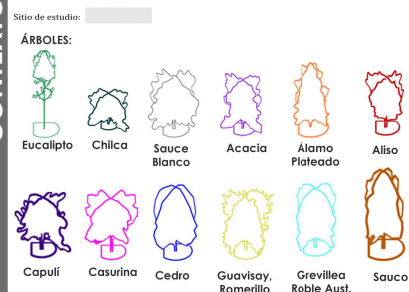 Sitio de estudio:
ÁRBOLES:
Eucalipto Chilca Sauce Blanco Acacia Álamo Plateado Aliso
Capulí Casurina Cedro Guavisay, Romerillo Grevillea Roble Aust. Sauco